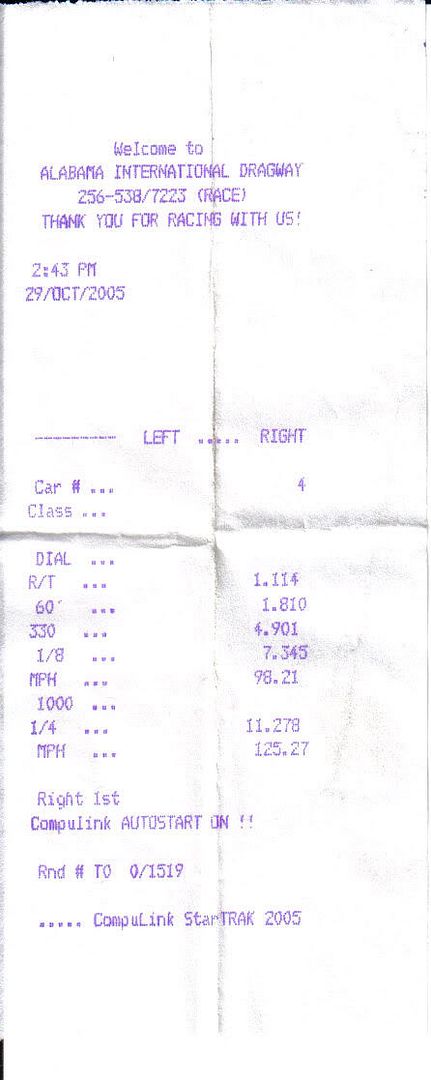 Welcome to
ALABAMA INTERNATIONAL DRAGWAY
256-538/7223 (RACE)
THANK YOU FOR RACING WITH US!
2:43 PM
29/OCT/2005
---------- LEFT ..... RIGHT
Car # ... 4
Class ...
DIAL ...
R/T ... 1.114
60' ... 1.810
330 ... 4.901
1/8 ... 7.345
MPH ... 98.21
1000 ...
1/4 ... 11.278
MPH ... 125.27
Right 1st
Compulink AUTOSTART ON !!
Rnd # TO 0/1519
..... CompuLink StarTRAK 2005